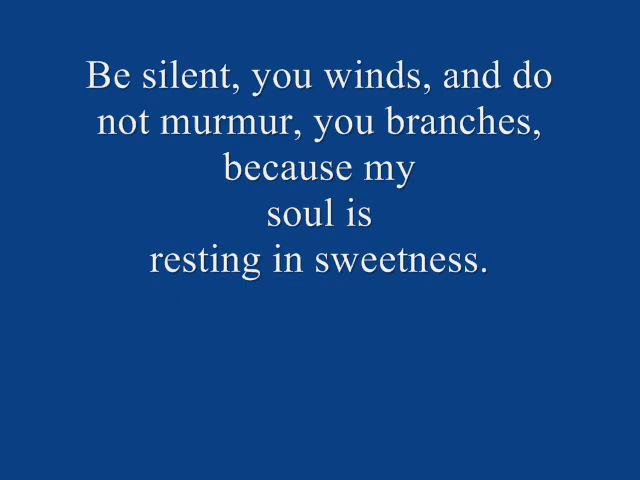 Be silent, you winds, and do
not murmur, you branches,
because my
soul is
resting in sweetness.